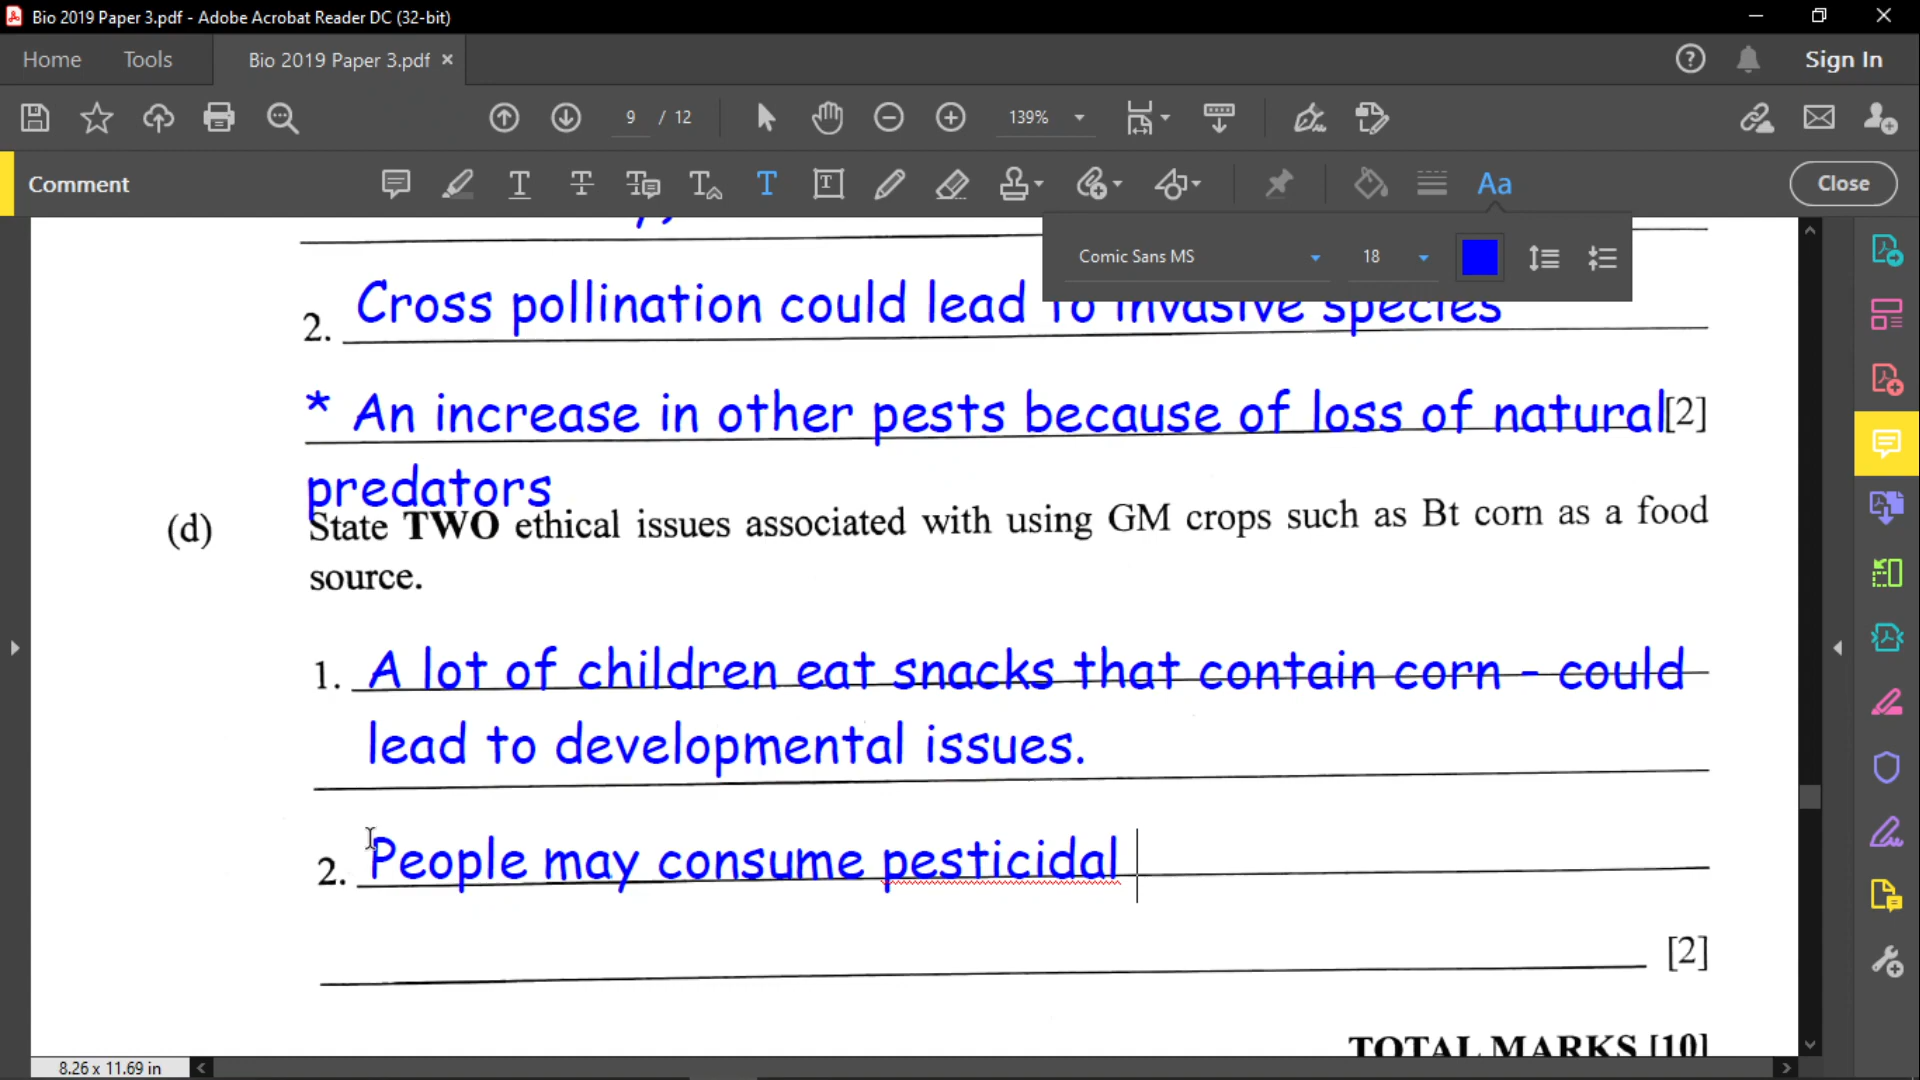 Bio 2019 Paper 3.pdf - Adobe Acrobat Reader DC (32-bit)
Home Tools Bio 2019 Paper 3.pdf × Sign In
9 / 12 139%
Comment Close
Comic Sans MS 18
2. Cross pollination could lead to invasive species
* An increase in other pests because of loss of natural [2]
predators
(d) State TWO ethical issues associated with using GM crops such as Bt corn as a food
source.
1. A lot of children eat snacks that contain corn - could
lead to developmental issues.
2. People may consume pesticidal
[2]
TOTAL MARKS [10]
8.26 x 11.69 in